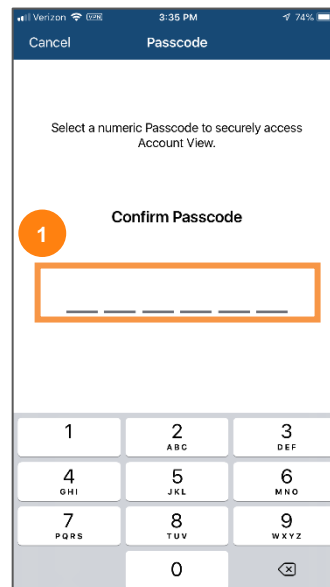 Verizon VPN 3:35 PM 74%
Cancel Passcode
Select a numeric Passcode to securely access
Account View.
Confirm Passcode
1
1 2 3
ABC DEF
4 5 6
GHI JKL MNO
7 8 9
PQRS TUV WXYZ
0